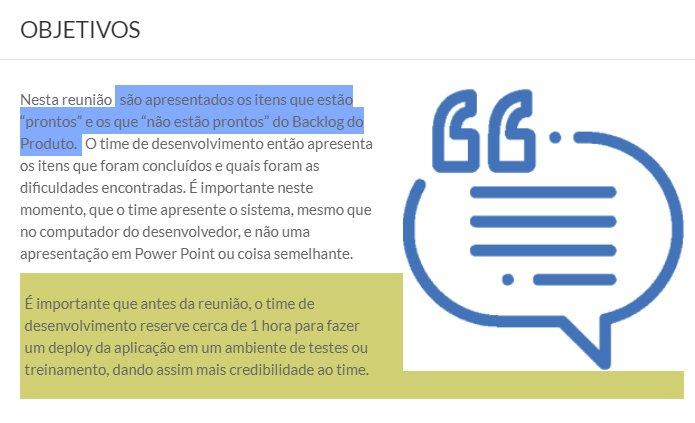 OBJETIVOS
Nesta reunião são apresentados os itens que estão
“prontos” e os que “não estão prontos” do Backlog do
Produto. O time de desenvolvimento então apresenta
os itens que foram concluídos e quais foram as
dificuldades encontradas. É importante neste
momento, que o time apresente o sistema, mesmo que
no computador do desenvolvedor, e não uma
apresentação em Power Point ou coisa semelhante.
É importante que antes da reunião, o time de
desenvolvimento reserve cerca de 1 hora para fazer
um deploy da aplicação em um ambiente de testes ou
treinamento, dando assim mais credibilidade ao time.